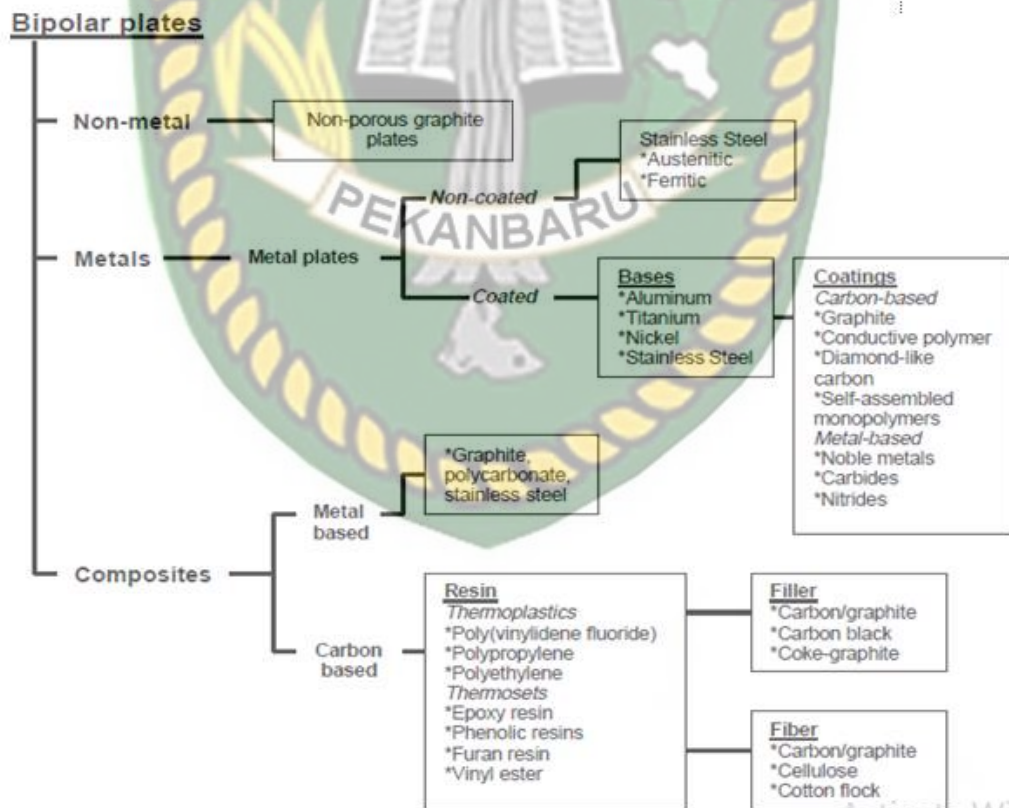 Bipolar plates
Non-metal
Non-porous graphite
plates
Stainless Steel
*Austenitic
*Ferritic
Non-coated
PEKANBARU
Metals
Metal plates
Coated
Bases
*Aluminum
*Titanium
*Nickel
*Stainless Steel
Coatings
Carbon-based
*Graphite
*Conductive polymer
*Diamond-like
carbon
*Self-assembled
monopolymers
Metal-based
*Noble metals
*Carbides
*Nitrides
*Graphite,
polycarbonate,
stainless steel
Metal
based
Composites
Carbon
based
Resin
Thermoplastics
*Poly(vinylidene fluoride)
*Polypropylene
*Polyethylene
Thermosets
*Epoxy resin
*Phenolic resins
*Furan resin
*Vinyl ester
Filler
*Carbon/graphite
*Carbon black
*Coke-graphite
Fiber
*Carbon/graphite
*Cellulose
*Cotton flock